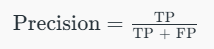 Precision = TP / TP + FP